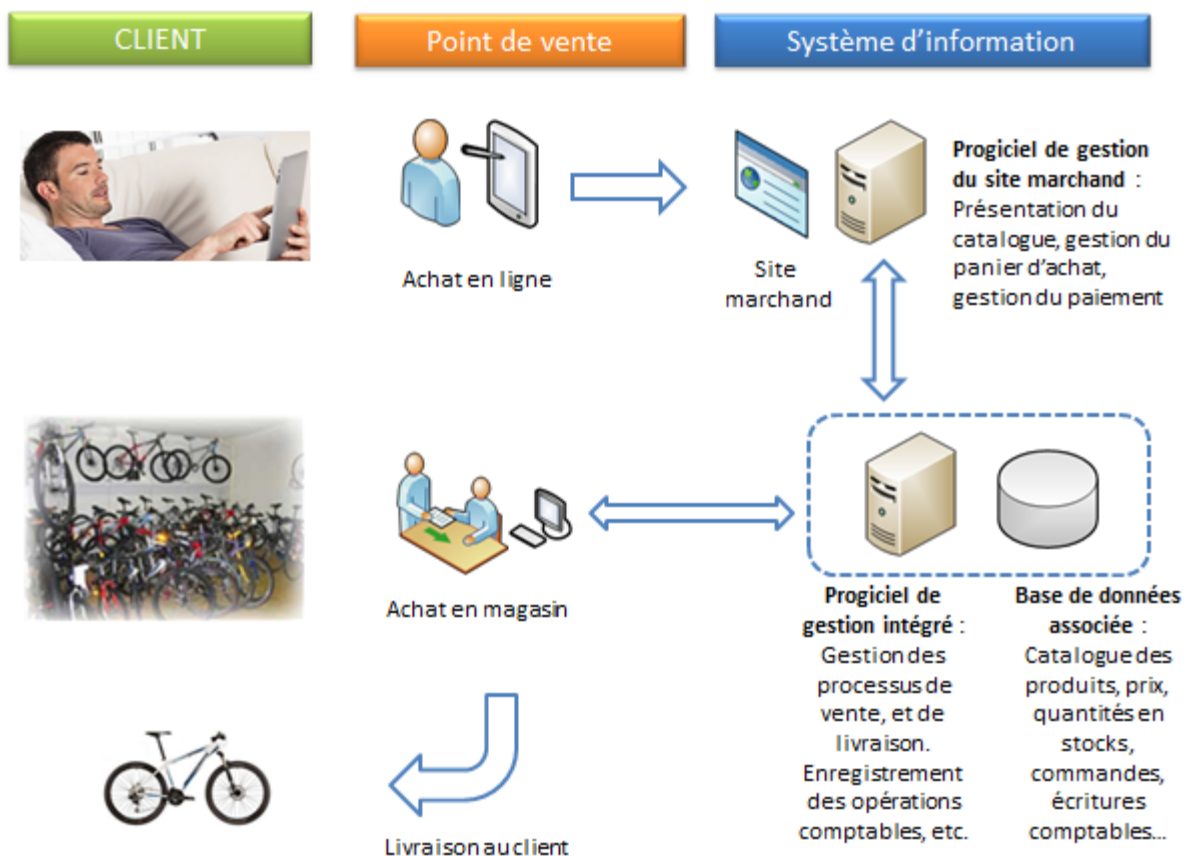 CLIENT
Point de vente
Système d'information
Achat en ligne
Site
marchand
Progiciel de gestion
du site marchand :
Présentation du
catalogue, gestion du
panier d'achat,
gestion du paiement
Achat en magasin
Progiciel de
gestion intégré :
Gestion des
processus de
vente, et de
livraison.
Enregistrement
des opérations
comptables, etc.
Base de données
associée :
Catalogue des
produits, prix,
quantités en
stocks,
commandes,
écritures
comptables...
Livraison au client